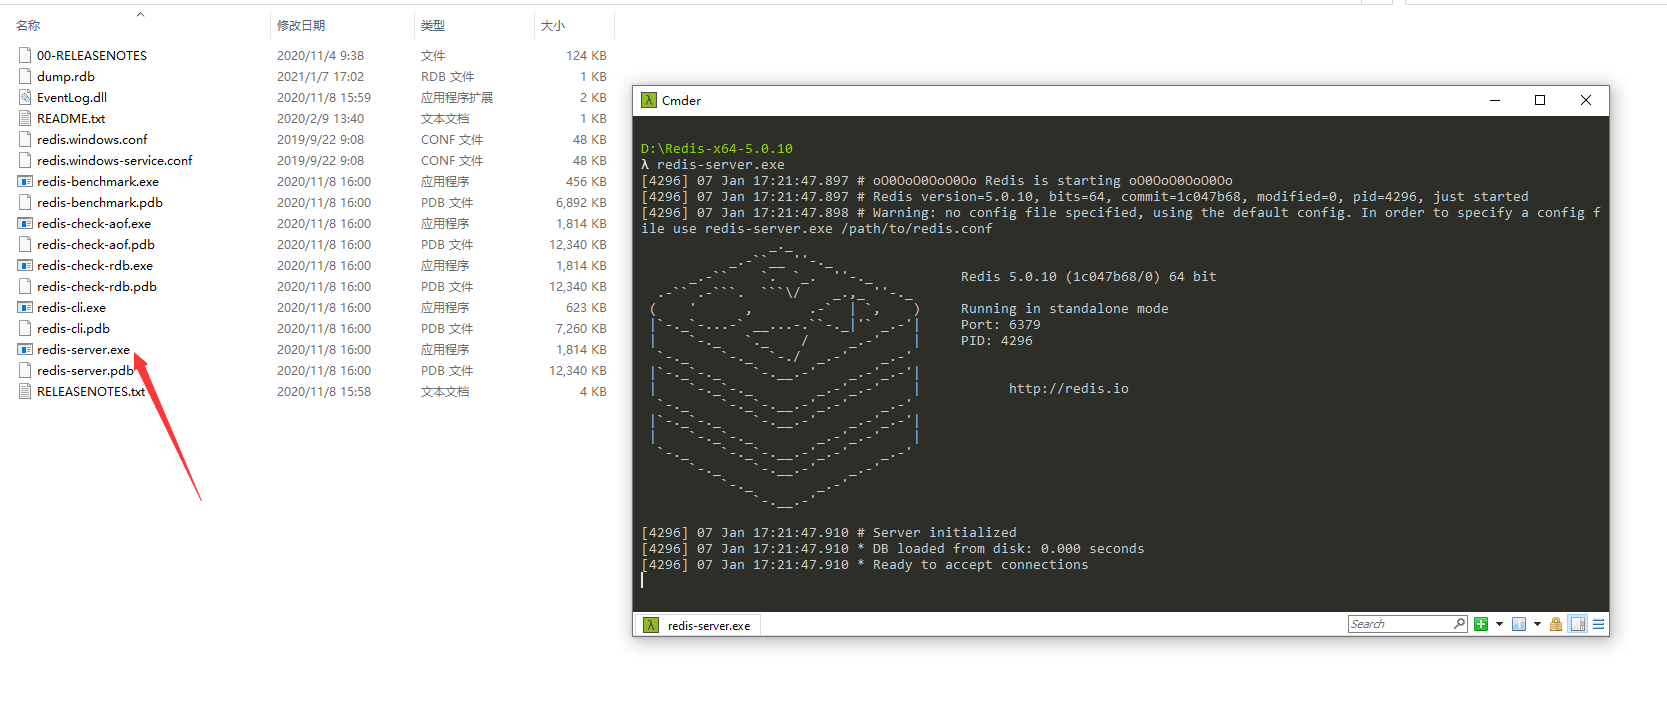 名称 修改日期 类型 大小
00-RELEASENOTES 2020/11/4 9:38 文件 124 KB
dump.rdb 2021/1/7 17:02 RDB 文件 1 KB
EventLog.dll 2020/11/8 15:59 应用程序扩展 2 KB
README.txt 2020/2/9 13:40 文本文档 1 KB
redis.windows.conf 2019/9/22 9:08 CONF 文件 48 KB
redis.windows-service.conf 2019/9/22 9:08 CONF 文件 48 KB
redis-benchmark.exe 2020/11/8 16:00 应用程序 456 KB
redis-benchmark.pdb 2020/11/8 16:00 PDB 文件 6,892 KB
redis-check-aof.exe 2020/11/8 16:00 应用程序 1,814 KB
redis-check-aof.pdb 2020/11/8 16:00 PDB 文件 12,340 KB
redis-check-rdb.exe 2020/11/8 16:00 应用程序 1,814 KB
redis-check-rdb.pdb 2020/11/8 16:00 PDB 文件 12,340 KB
redis-cli.exe 2020/11/8 16:00 应用程序 623 KB
redis-cli.pdb 2020/11/8 16:00 PDB 文件 7,260 KB
redis-server.exe 2020/11/8 16:00 应用程序 1,814 KB
redis-server.pdb 2020/11/8 16:00 PDB 文件 12,340 KB
RELEASENOTES.txt 2020/11/8 15:58 文本文档 4 KB
λ Cmder
D:\Redis-x64-5.0.10
λ redis-server.exe
[4296] 07 Jan 17:21:47.897 # oO0OoO0OoO0Oo Redis is starting oO0OoO0OoO0Oo
[4296] 07 Jan 17:21:47.897 # Redis version=5.0.10, bits=64, commit=1c047b68, modified=0, pid=4296, just started
[4296] 07 Jan 17:21:47.898 # Warning: no config file specified, using the default config. In order to specify a config f
ile use redis-server.exe /path/to/redis.conf
Redis 5.0.10 (1c047b68/0) 64 bit
Running in standalone mode
Port: 6379
PID: 4296
http://redis.io
[4296] 07 Jan 17:21:47.910 # Server initialized
[4296] 07 Jan 17:21:47.910 * DB loaded from disk: 0.000 seconds
[4296] 07 Jan 17:21:47.910 * Ready to accept connections
λ redis-server.exe
Search